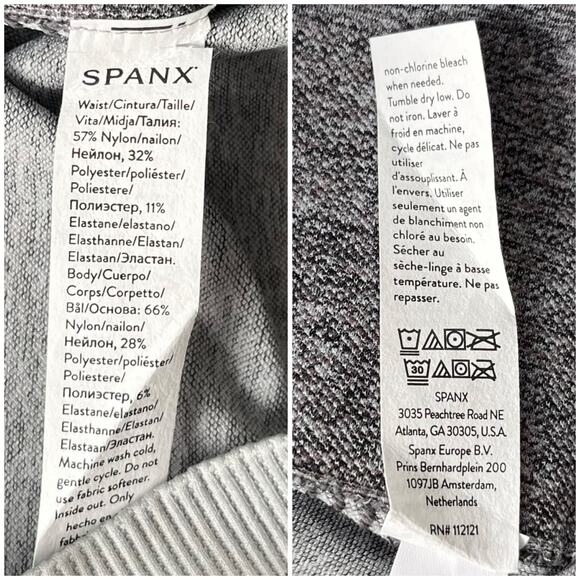 SPANX
Waist/Cintura/Taille/
Vita/Midja/Талия:
57% Nylon/nailon/
Нейлон, 32%
Polyester/poliéster/
Poliestere/
Полиэстер, 11%
Elastane/elastano/
Elasthanne/Elastan/
Elastaan/Эластан.
Body/Cuerpo/
Corps/Corpetto/
Bål/Основа: 66%
Nylon/nailon/
Нейлон, 28%
Polyester/poliéster/
Poliestere/
Полиэстер, 6%
Elastane/elastano/
Elasthanne/Elastan/
Elastaan/Эластан.
Machine wash cold,
gentle cycle. Do not
use fabric softener.
Inside out. Only
hecho en
non-chlorine bleach
when needed.
Tumble dry low. Do
not iron. Laver à
froid en machine,
cycle délicat. Ne pas
utiliser
d'assouplissant. À
l'envers. Utiliser
seulement un agent
de blanchiment non
chloré au besoin.
Sécher au
sèche-linge à basse
température. Ne pas
repasser.
30
SPANX
3035 Peachtree Road NE
Atlanta, GA 30305, U.S.A.
Spanx Europe B.V.
Prins Bernhardplein 200
1097JB Amsterdam,
Netherlands
RN# 112121